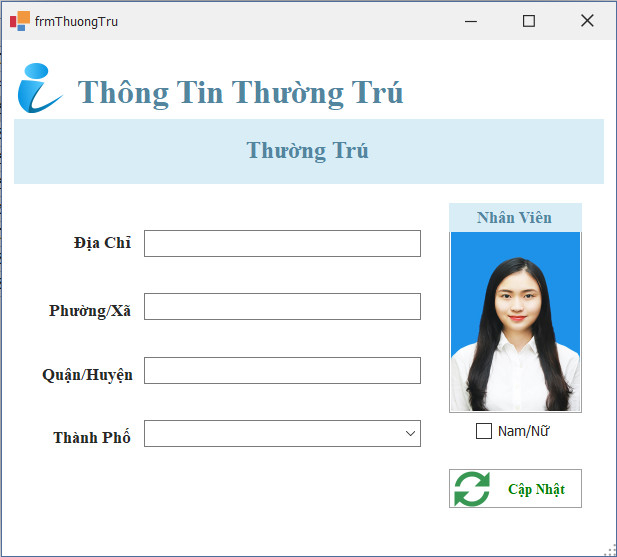 frmThuongTru
Thông Tin Thường Trú
Thường Trú
Nhân Viên
Địa Chỉ
Phường/Xã
Quận/Huyện
Thành Phố
Nam/Nữ
Cập Nhật